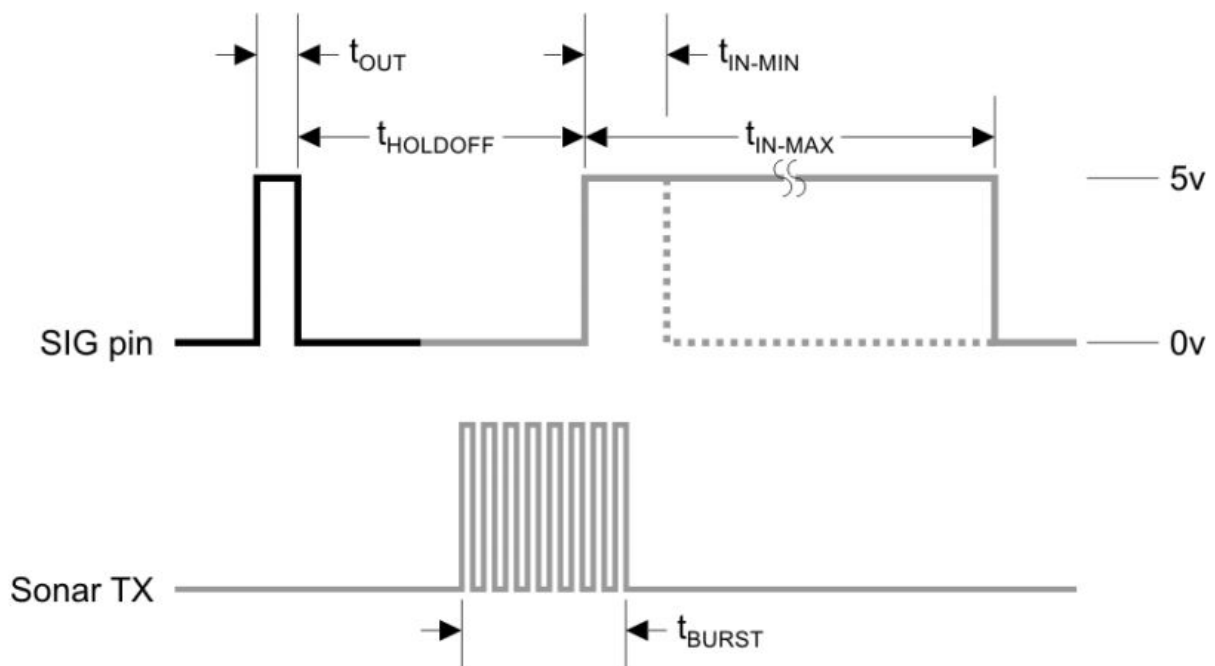 tOUT
tIN-MIN
tHOLDOFF
tIN-MAX
5v
SIG pin
0v
Sonar TX
tBURST